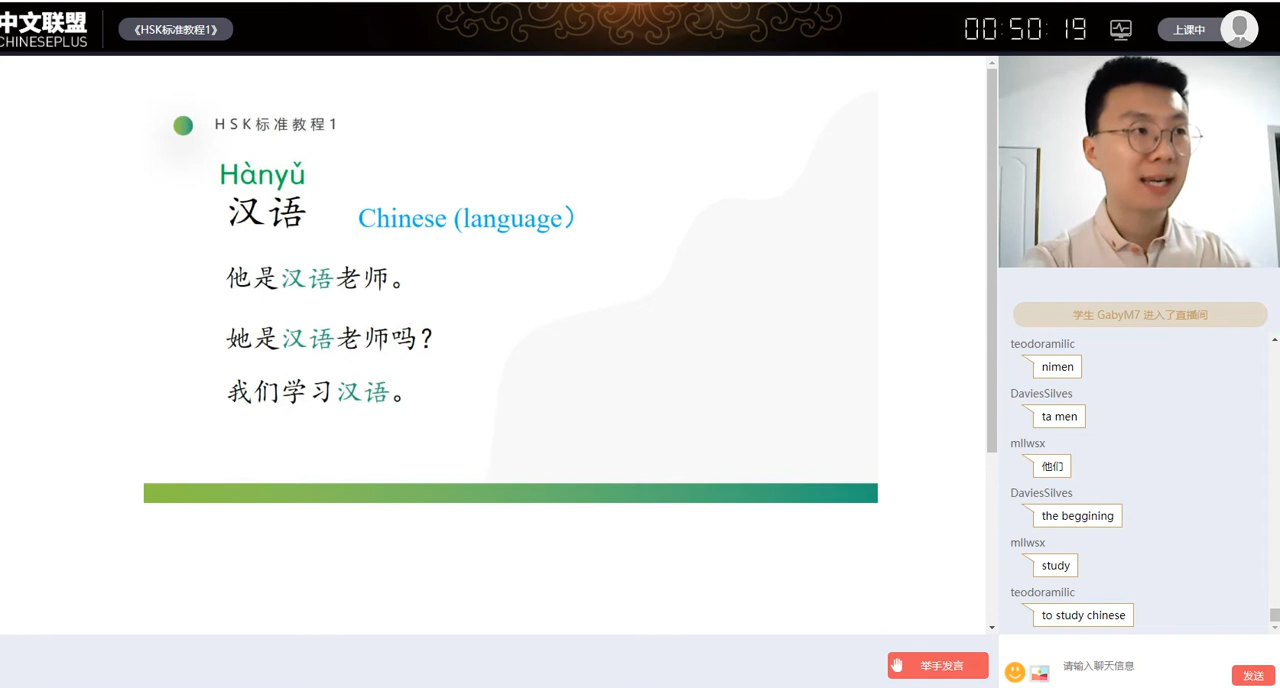 中文联盟
CHINESEPLUS
《HSK标准教程1》
00:50:19
上课中
HSK标准教程1
Hànyǔ
汉语 Chinese (language）
他是汉语老师。
她是汉语老师吗？
我们学习汉语。
学生 GabyM7 进入了直播间
teodoramilic
nimen
DaviesSilves
ta men
mllwsx
他们
DaviesSilves
the beggining
mllwsx
study
teodoramilic
to study chinese
举手发言
请输入聊天信息
发送